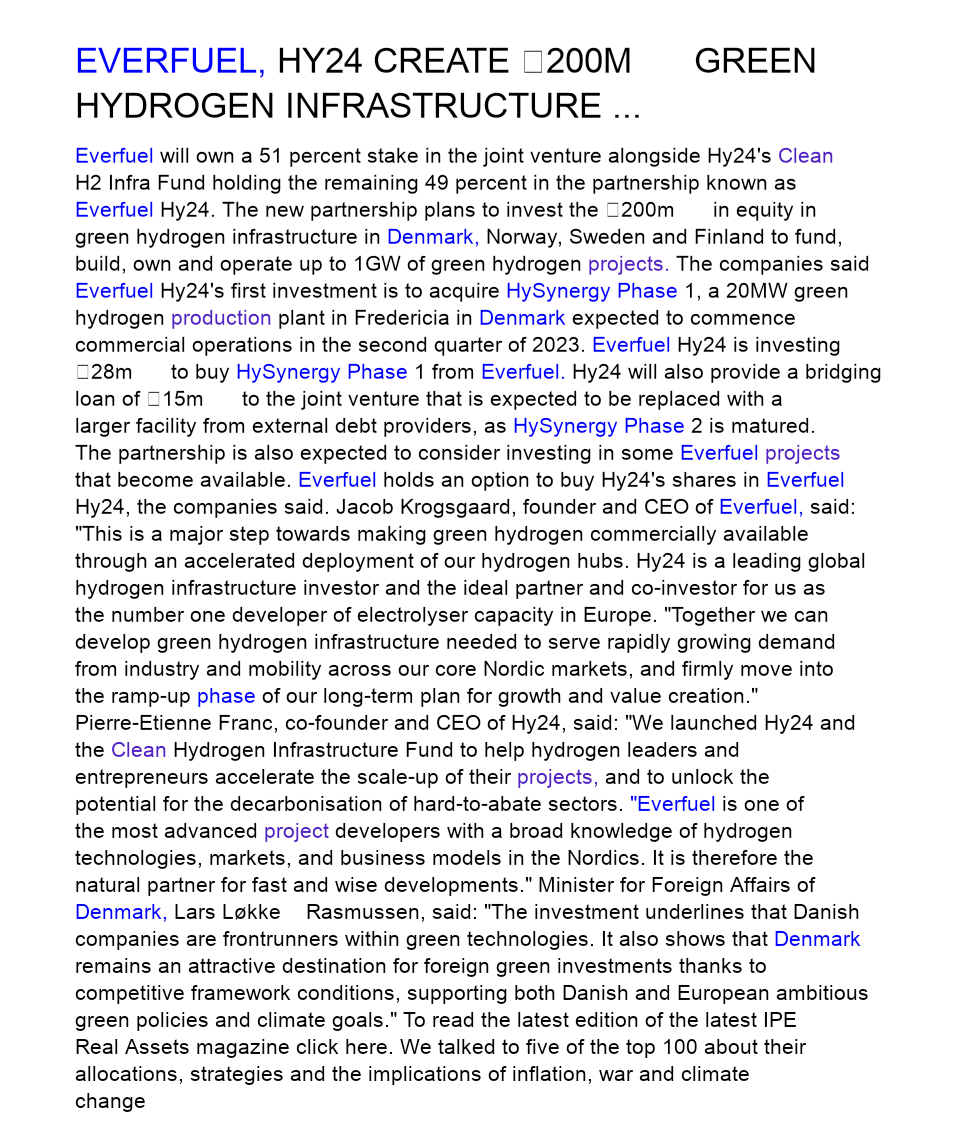 EVERFUEL, HY24 CREATE □200M GREEN
HYDROGEN INFRASTRUCTURE ...
Everfuel will own a 51 percent stake in the joint venture alongside Hy24's Clean
H2 Infra Fund holding the remaining 49 percent in the partnership known as
Everfuel Hy24. The new partnership plans to invest the □200m in equity in
green hydrogen infrastructure in Denmark, Norway, Sweden and Finland to fund,
build, own and operate up to 1GW of green hydrogen projects. The companies said
Everfuel Hy24's first investment is to acquire HySynergy Phase 1, a 20MW green
hydrogen production plant in Fredericia in Denmark expected to commence
commercial operations in the second quarter of 2023. Everfuel Hy24 is investing
□28m to buy HySynergy Phase 1 from Everfuel. Hy24 will also provide a bridging
loan of □15m to the joint venture that is expected to be replaced with a
larger facility from external debt providers, as HySynergy Phase 2 is matured.
The partnership is also expected to consider investing in some Everfuel projects
that become available. Everfuel holds an option to buy Hy24's shares in Everfuel
Hy24, the companies said. Jacob Krogsgaard, founder and CEO of Everfuel, said:
"This is a major step towards making green hydrogen commercially available
through an accelerated deployment of our hydrogen hubs. Hy24 is a leading global
hydrogen infrastructure investor and the ideal partner and co-investor for us as
the number one developer of electrolyser capacity in Europe. "Together we can
develop green hydrogen infrastructure needed to serve rapidly growing demand
from industry and mobility across our core Nordic markets, and firmly move into
the ramp-up phase of our long-term plan for growth and value creation."
Pierre-Etienne Franc, co-founder and CEO of Hy24, said: "We launched Hy24 and
the Clean Hydrogen Infrastructure Fund to help hydrogen leaders and
entrepreneurs accelerate the scale-up of their projects, and to unlock the
potential for the decarbonisation of hard-to-abate sectors. "Everfuel is one of
the most advanced project developers with a broad knowledge of hydrogen
technologies, markets, and business models in the Nordics. It is therefore the
natural partner for fast and wise developments." Minister for Foreign Affairs of
Denmark, Lars Løkke Rasmussen, said: "The investment underlines that Danish
companies are frontrunners within green technologies. It also shows that Denmark
remains an attractive destination for foreign green investments thanks to
competitive framework conditions, supporting both Danish and European ambitious
green policies and climate goals." To read the latest edition of the latest IPE
Real Assets magazine click here. We talked to five of the top 100 about their
allocations, strategies and the implications of inflation, war and climate
change